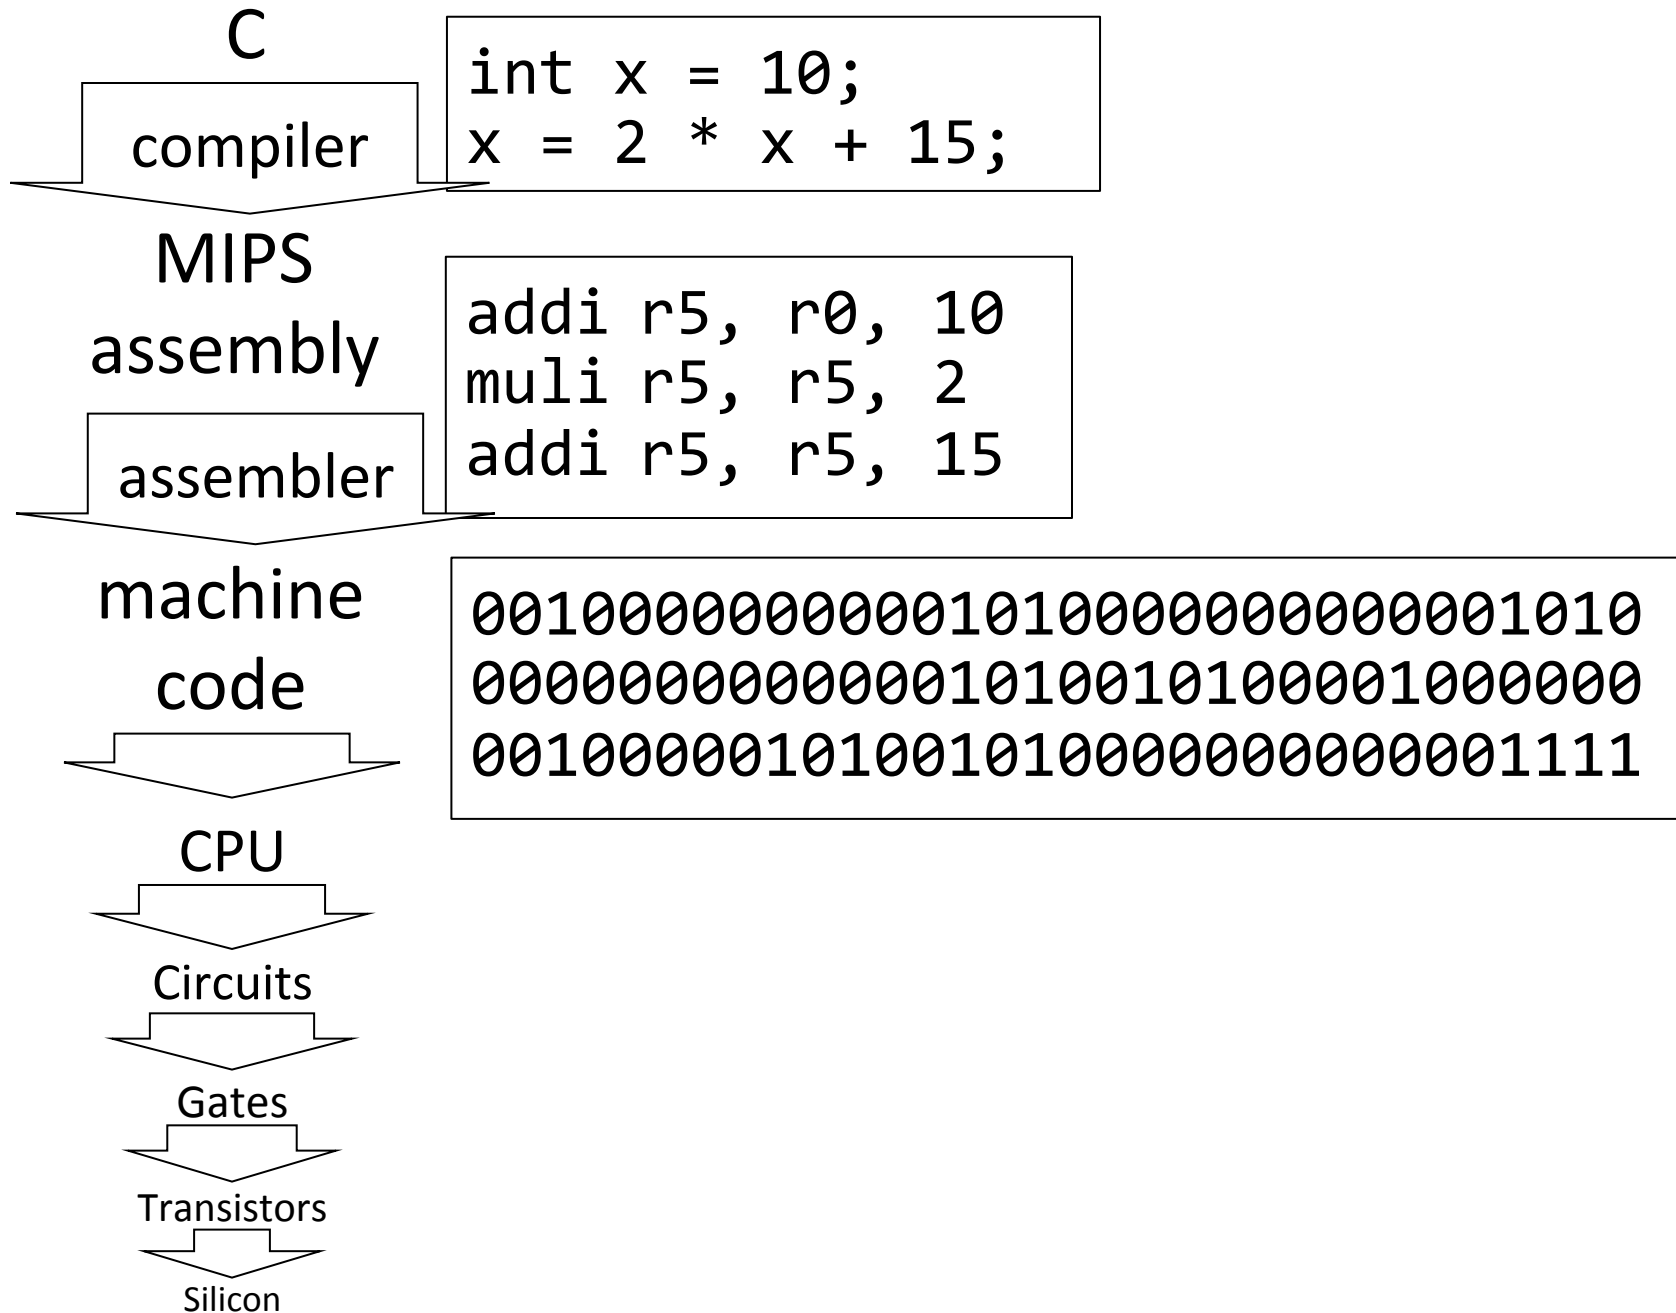 C
compiler
int x = 10;
x = 2 * x + 15;
MIPS
assembly
addi r5, r0, 10
muli r5, r5, 2
addi r5, r5, 15
assembler
machine
code
00100000000001010000000000001010
00000000000001010010100001000000
00100000101001010000000000001111
CPU
Circuits
Gates
Transistors
Silicon